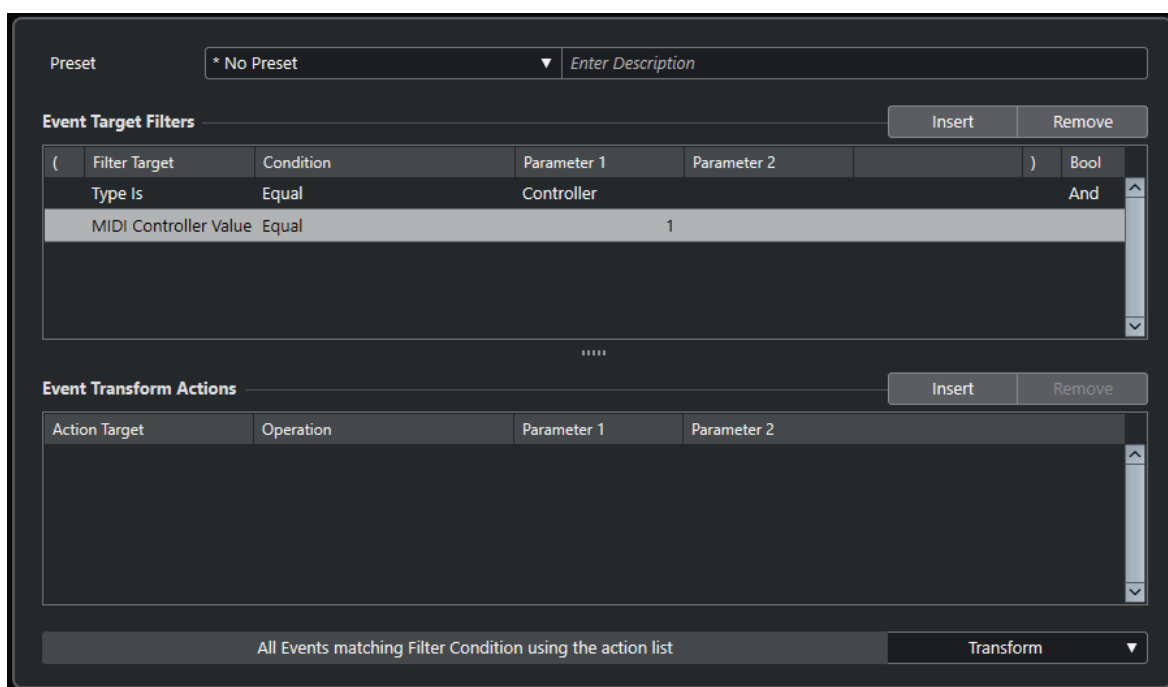 Preset * No Preset ▼ Enter Description
Event Target Filters Insert Remove
( Filter Target Condition Parameter 1 Parameter 2 ) Bool
Type Is Equal Controller And
MIDI Controller Value Equal 1
Event Transform Actions Insert Remove
Action Target Operation Parameter 1 Parameter 2
All Events matching Filter Condition using the action list Transform ▼